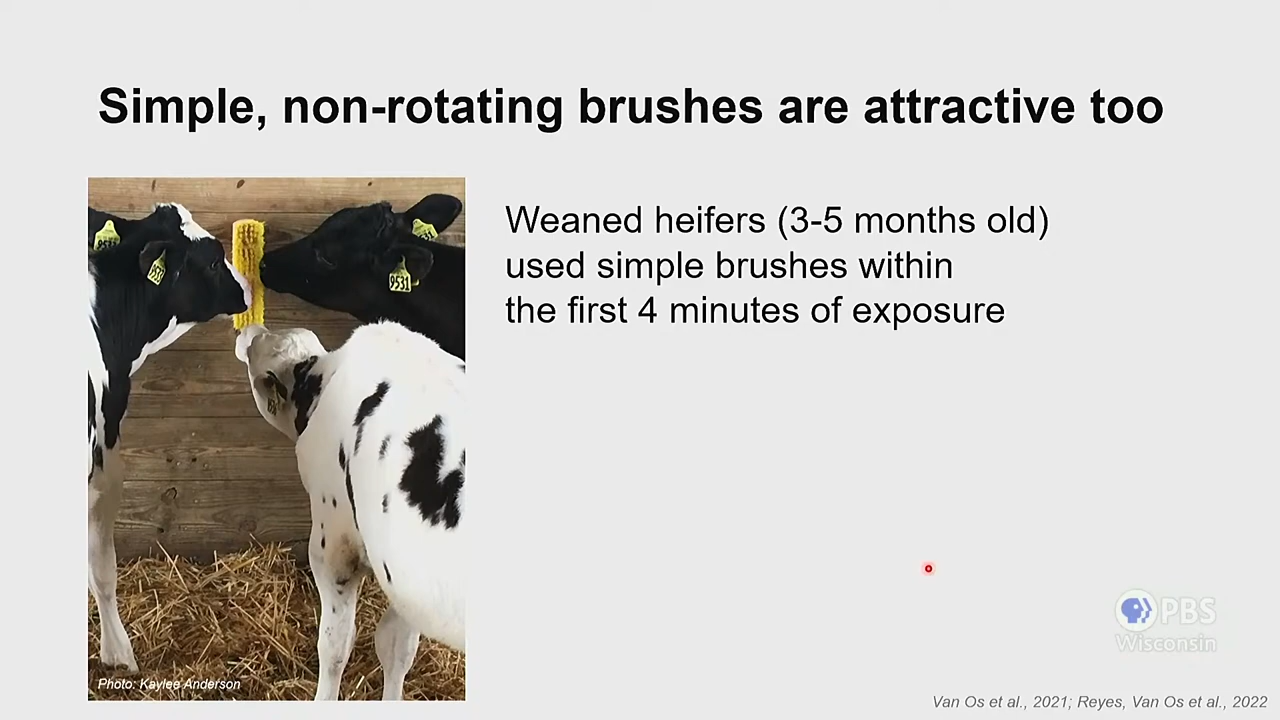 Simple, non-rotating brushes are attractive too
Weaned heifers (3-5 months old)
used simple brushes within
the first 4 minutes of exposure
9531
Photo: Kaylee Anderson
PBS
Wisconsin
Van Os et al., 2021; Reyes, Van Os et al., 2022